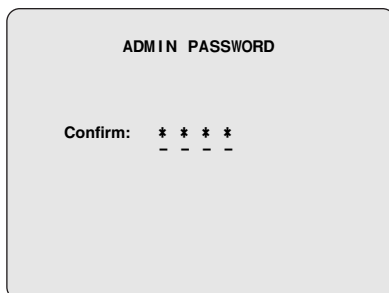 ADMIN PASSWORD
Confirm: * * * *
_ _ _ _